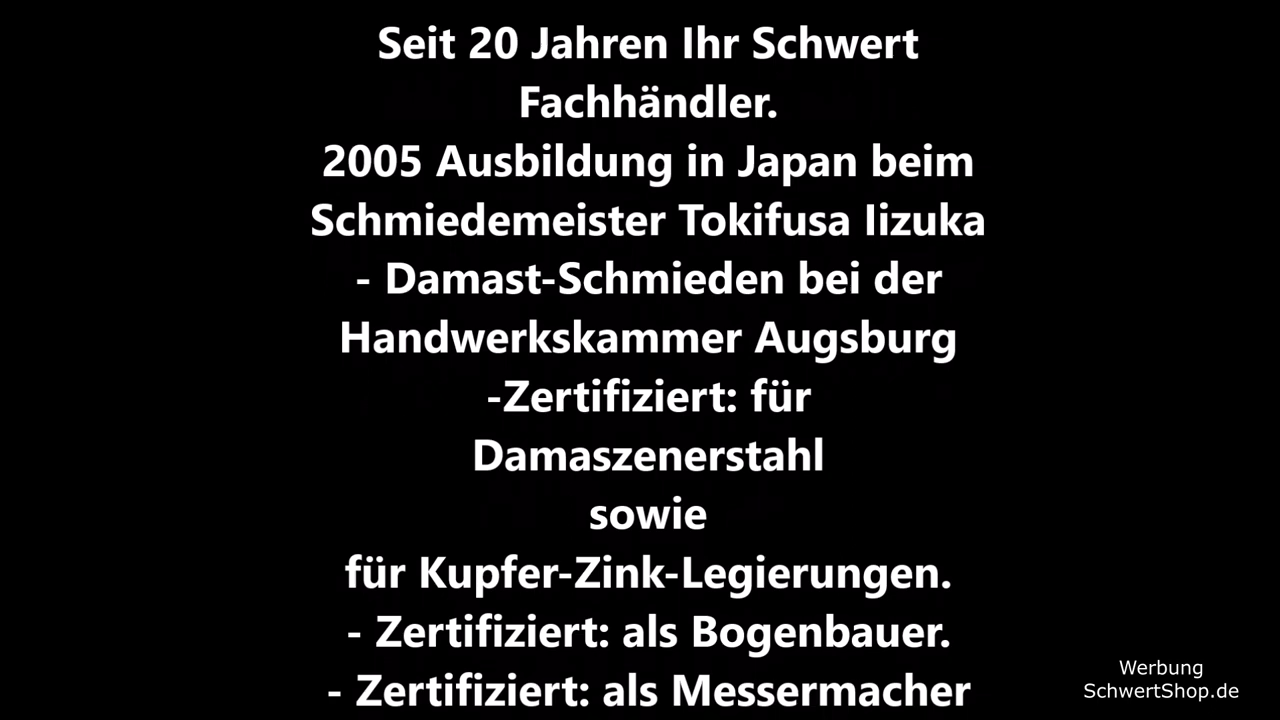 Seit 20 Jahren Ihr Schwert
Fachhändler.
2005 Ausbildung in Japan beim
Schmiedemeister Tokifusa Iizuka
- Damast-Schmieden bei der
Handwerkskammer Augsburg
-Zertifiziert: für
Damaszenerstahl
sowie
für Kupfer-Zink-Legierungen.
- Zertifiziert: als Bogenbauer.
- Zertifiziert: als Messermacher
Werbung
SchwertShop.de